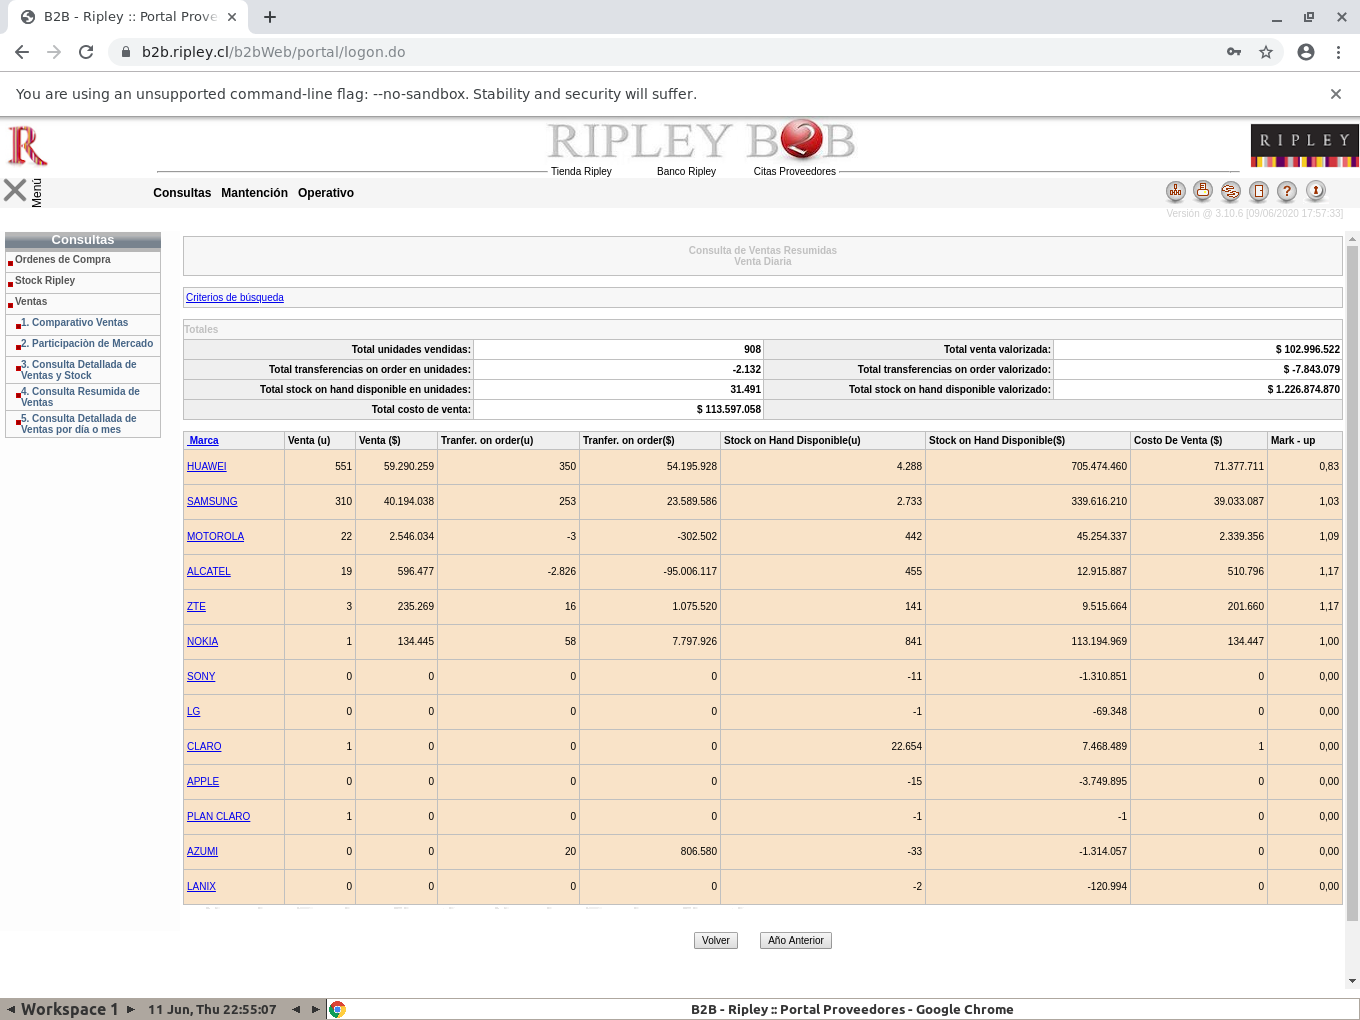 B2B - Ripley :: Portal Prove
b2b.ripley.cl/b2bWeb/portal/logon.do
You are using an unsupported command-line flag: --no-sandbox. Stability and security will suffer.
R
RIPLEY B2B
RIPLEY
Tienda Ripley Banco Ripley Citas Proveedores
Menú
Consultas Mantención Operativo
Versión @ 3.10.6 [09/06/2020 17:57:33]
Consultas
Ordenes de Compra
Stock Ripley
Ventas
1. Comparativo Ventas
2. Participaciòn de Mercado
3. Consulta Detallada de
Ventas y Stock
4. Consulta Resumida de
Ventas
5. Consulta Detallada de
Ventas por día o mes
Consulta de Ventas Resumidas
Venta Diaria
Criterios de búsqueda
Totales
Total unidades vendidas: 908 Total venta valorizada: $ 102.996.522
Total transferencias on order en unidades: -2.132 Total transferencias on order valorizado: $ -7.843.079
Total stock on hand disponible en unidades: 31.491 Total stock on hand disponible valorizado: $ 1.226.874.870
Total costo de venta: $ 113.597.058
Marca Venta (u) Venta ($) Tranfer. on order(u) Tranfer. on order($) Stock on Hand Disponible(u) Stock on Hand Disponible($) Costo De Venta ($) Mark - up
HUAWEI 551 59.290.259 350 54.195.928 4.288 705.474.460 71.377.711 0,83
SAMSUNG 310 40.194.038 253 23.589.586 2.733 339.616.210 39.033.087 1,03
MOTOROLA 22 2.546.034 -3 -302.502 442 45.254.337 2.339.356 1,09
ALCATEL 19 596.477 -2.826 -95.006.117 455 12.915.887 510.796 1,17
ZTE 3 235.269 16 1.075.520 141 9.515.664 201.660 1,17
NOKIA 1 134.445 58 7.797.926 841 113.194.969 134.447 1,00
SONY 0 0 0 0 -11 -1.310.851 0 0,00
LG 0 0 0 0 -1 -69.348 0 0,00
CLARO 1 0 0 0 22.654 7.468.489 1 0,00
APPLE 0 0 0 0 -15 -3.749.895 0 0,00
PLAN CLARO 1 0 0 0 -1 -1 0 0,00
AZUMI 0 0 20 806.580 -33 -1.314.057 0 0,00
LANIX 0 0 0 0 -2 -120.994 0 0,00
Volver Año Anterior
Workspace 1 11 Jun, Thu 22:55:07 B2B - Ripley :: Portal Proveedores - Google Chrome